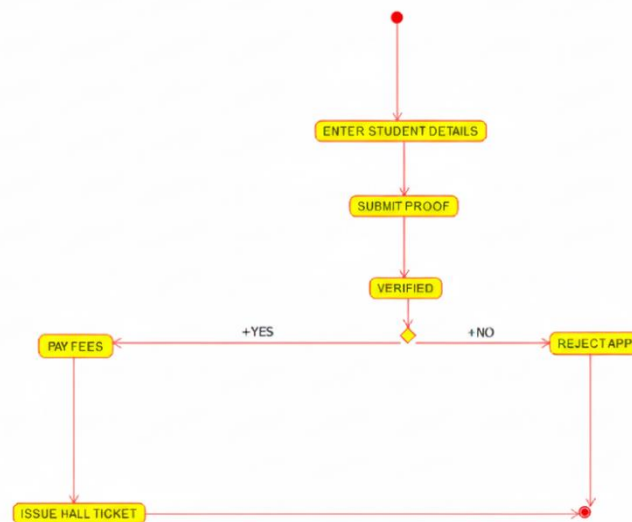 ENTER STUDENT DETAILS
SUBMIT PROOF
VERIFIED
+YES
+NO
PAY FEES
REJECT APP
ISSUE HALL TICKET